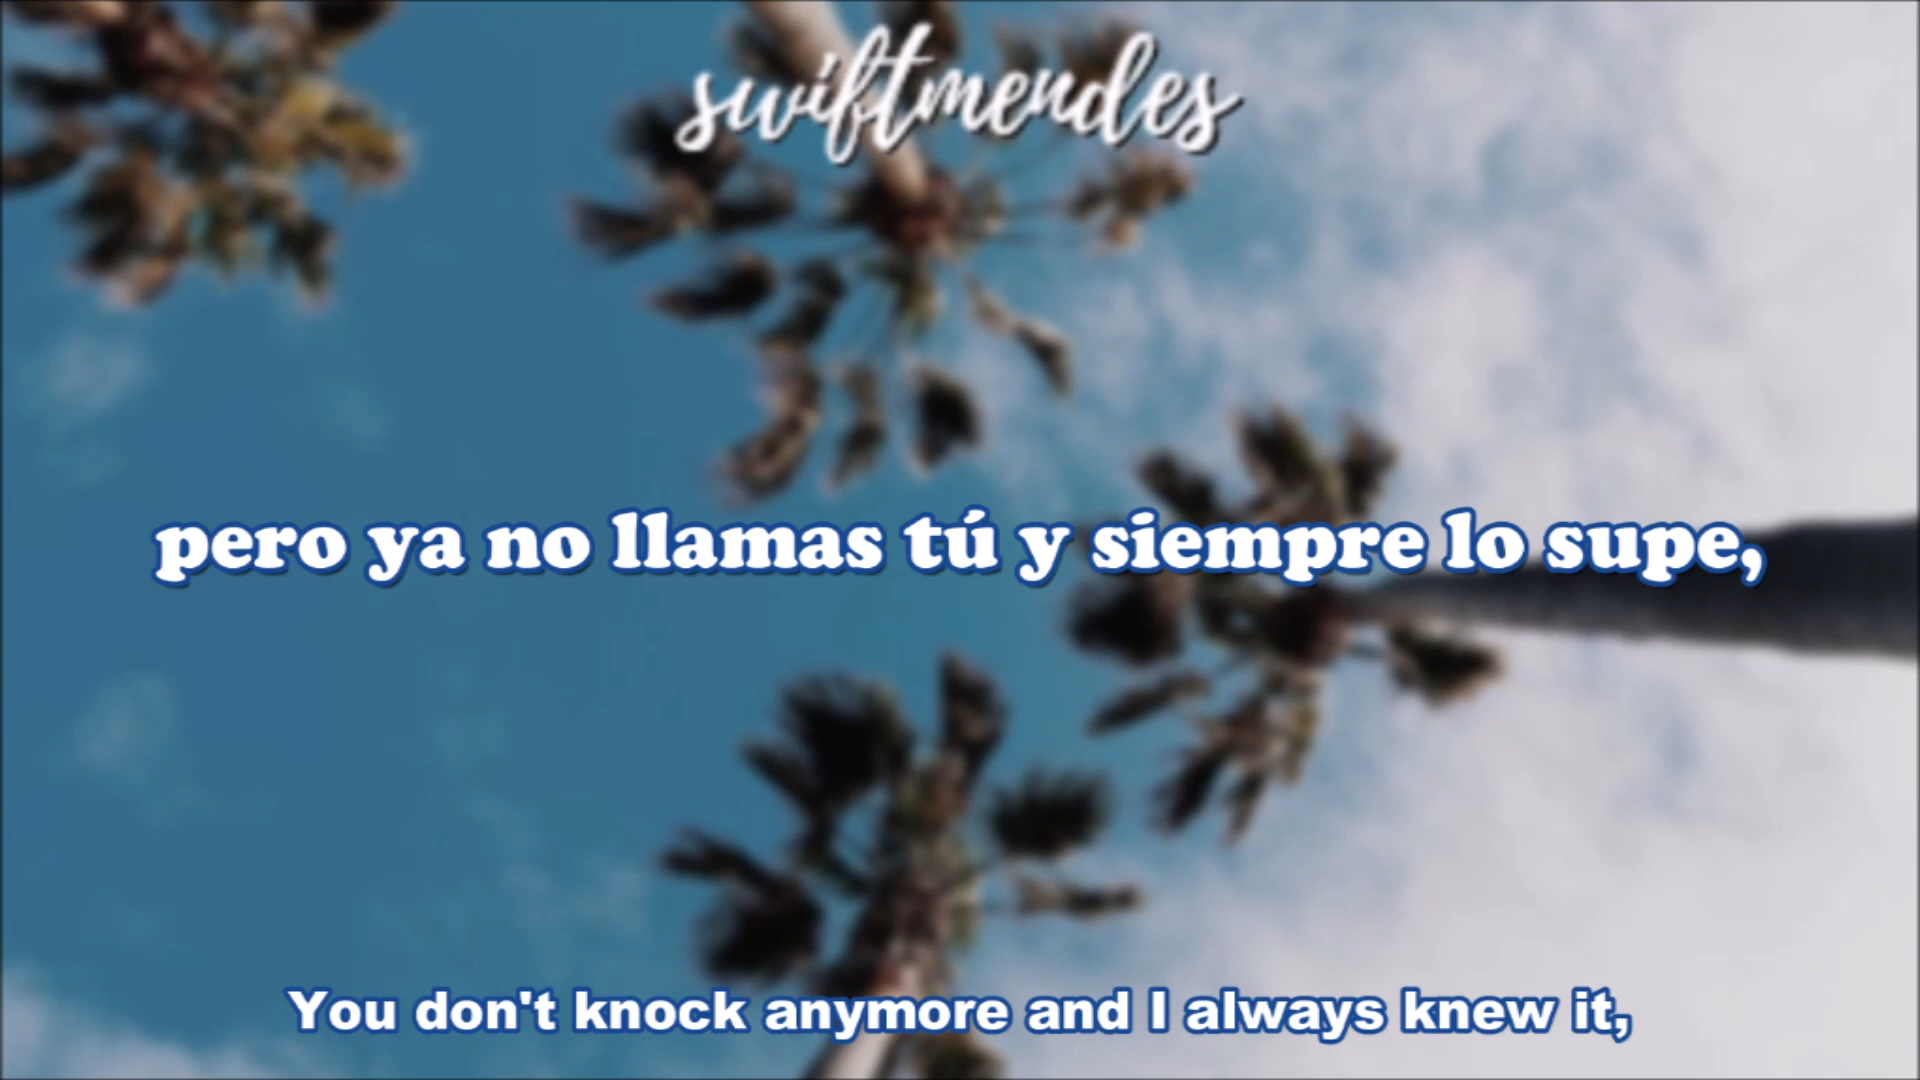 swiftmendes
pero ya no llamas tú y siempre lo supe,
You don't knock anymore and I always knew it,